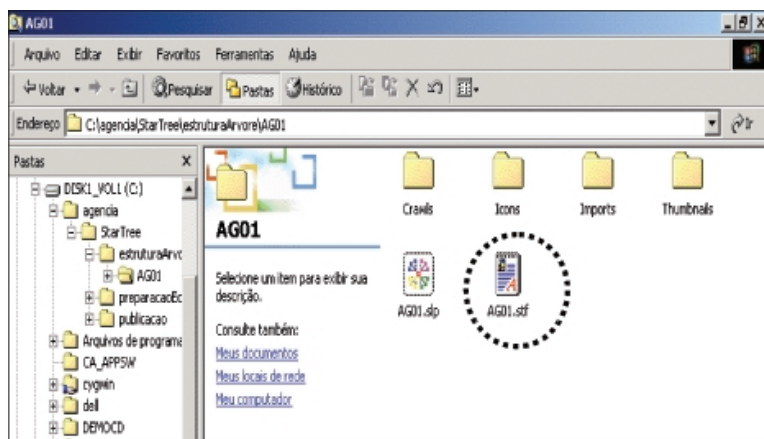 AG01
Arquivo Editar Exibir Favoritos Ferramentas Ajuda
Voltar Pesquisar Pastas Histórico
Endereço C:\agencia\StarTree\estruturaArvore\AG01 Ir
Pastas
DISK1_VOL1 (C:)
agencia
StarTree
estruturaArvo
AG01
preparacaoEc
publicacao
Arquivos de programa
CA_APPSW
cygwin
dell
DEMOCD
AG01
Selecione um item para exibir sua
descrição.
Consulte também:
Meus documentos
Meus locais de rede
Meu computador
Crawls Icons Imports Thumbnails
AG01.slp AG01.stf